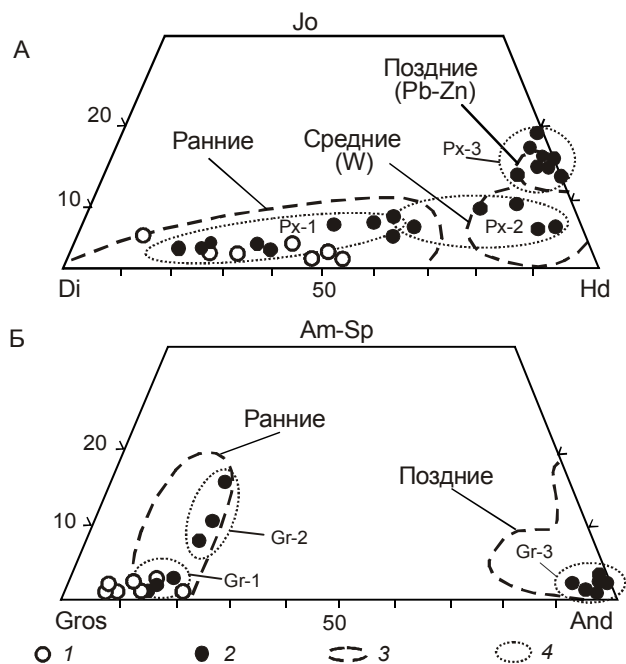 А
Jo
Поздние
(Pb-Zn)
20
Ранние
Средние
(W)
Px-3
10
Px-1
Px-2
Di
50
Hd
Б
Am-Sp
Ранние
20
Поздние
10
Gr-2
Gr-3
Gr-1
Gros
50
And
1
2
3
4